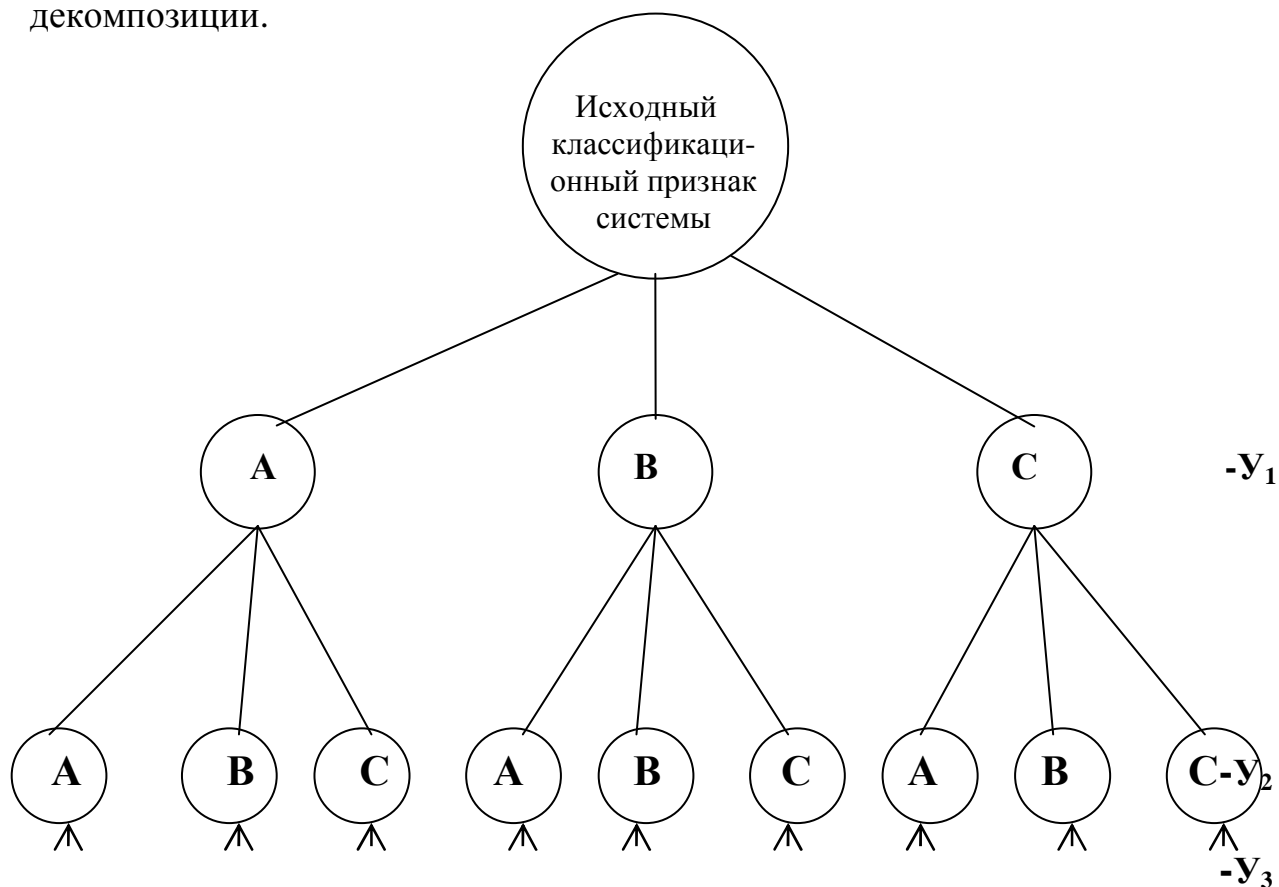 декомпозиции.
Исходный
классификаци-
онный признак
системы
А В С -У₁
А В С А В С А В С-У₂
-У₃